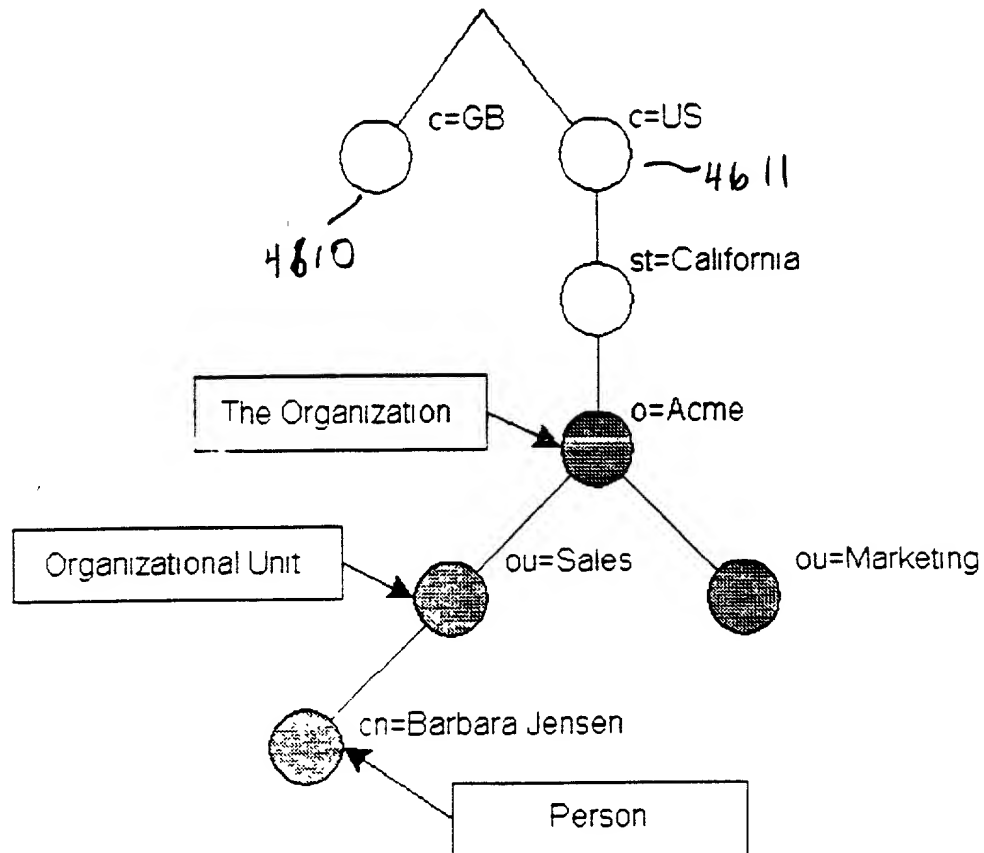 c=GB
c=US
4611
4610
st=California
The Organization
o=Acme
Organizational Unit
ou=Sales
ou=Marketing
cn=Barbara Jensen
Person